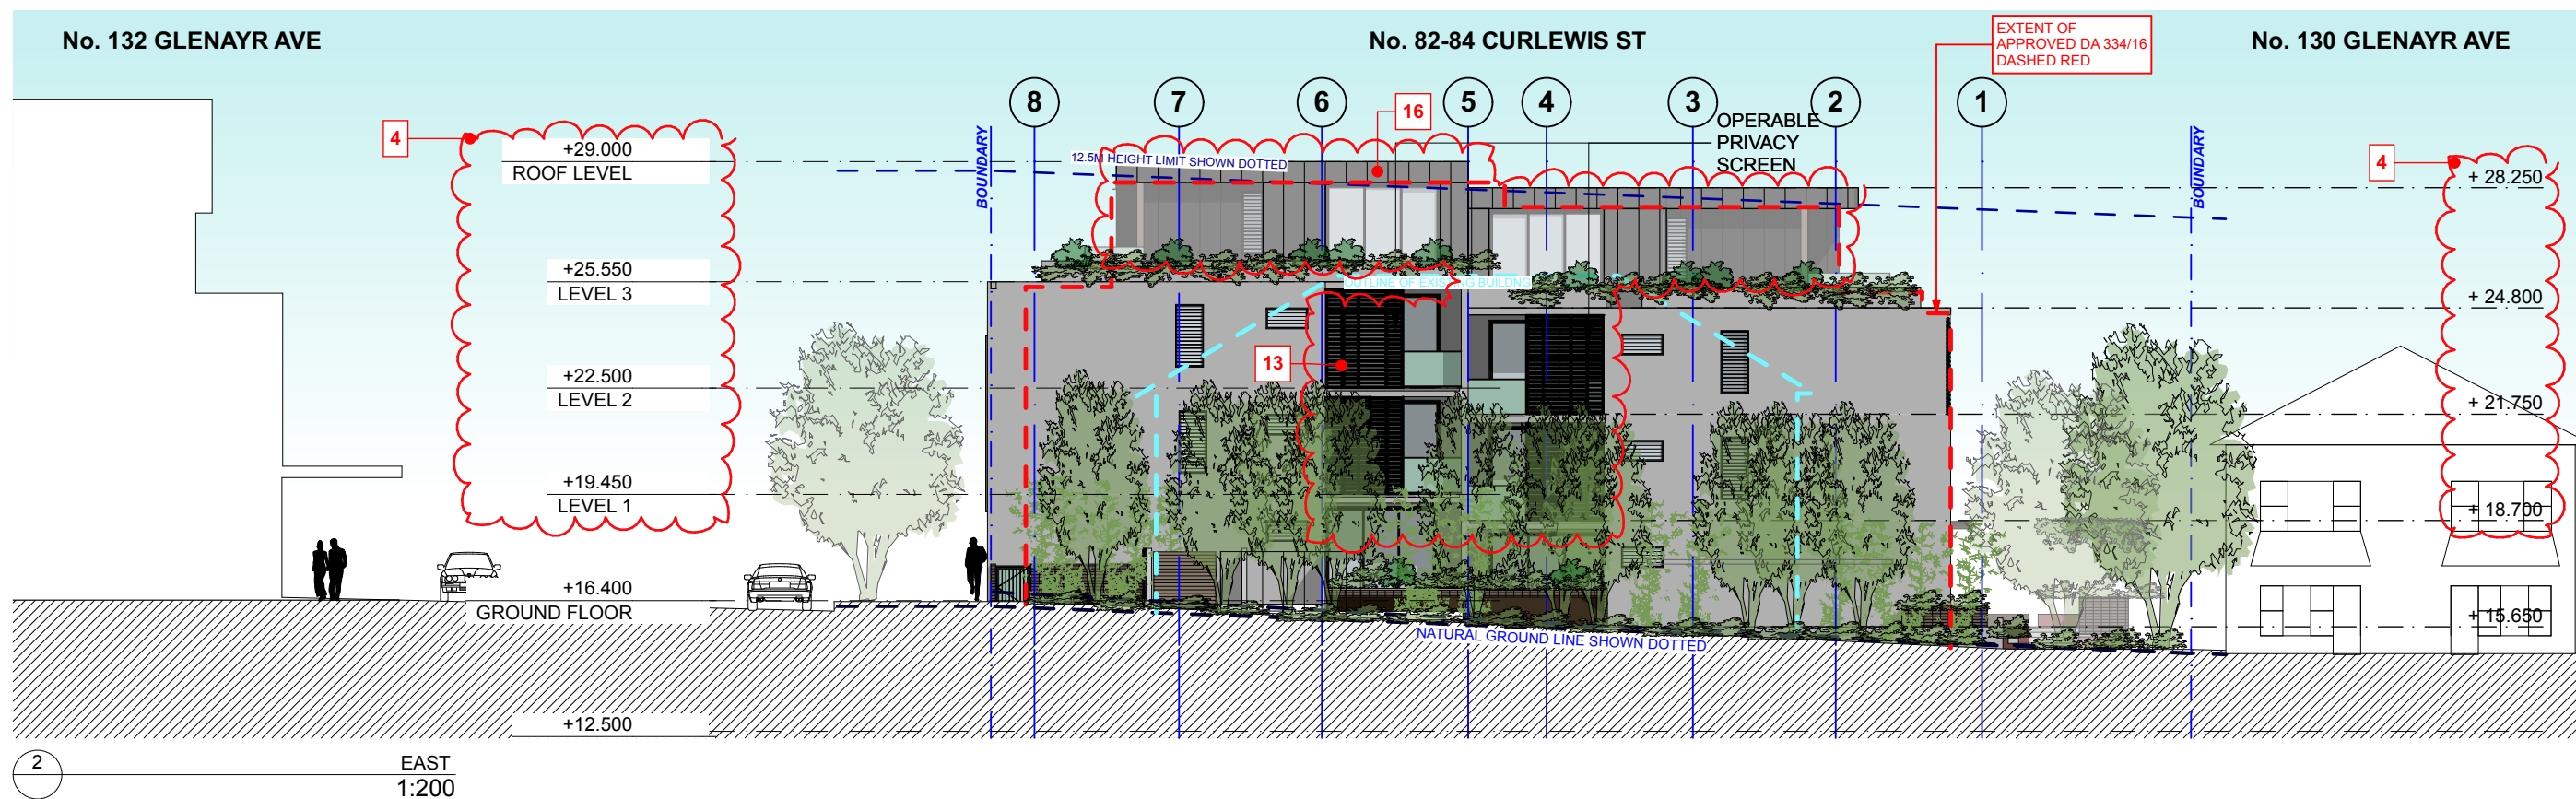 No. 132 GLENAYR AVE
No. 82-84 CURLEWIS ST
No. 130 GLENAYR AVE
EXTENT OF
APPROVED DA 334/16
DASHED RED
8
7
6
5
4
3
2
1
16
4
4
13
OPERABLE
PRIVACY
SCREEN
BOUNDARY
BOUNDARY
12.5M HEIGHT LIMIT SHOWN DOTTED
+29.000
ROOF LEVEL
+25.550
LEVEL 3
+22.500
LEVEL 2
+19.450
LEVEL 1
+16.400
GROUND FLOOR
+12.500
+ 28.250
+ 24.800
+ 21.750
+ 18.700
+ 15.650
OUTLINE OF EXISTING BUILDNG
NATURAL GROUND LINE SHOWN DOTTED
2
EAST
1:200